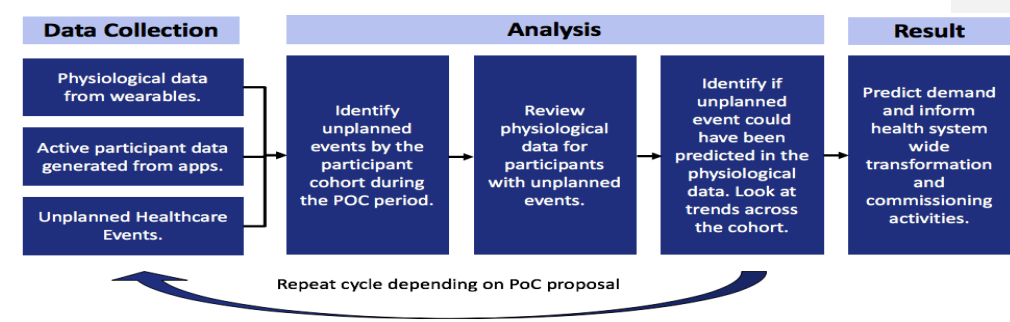 Data Collection
Analysis
Result
Physiological data
from wearables.
Active participant data
generated from apps.
Unplanned Healthcare
Events.
Identify
unplanned
events by the
participant
cohort during
the POC period.
Review
physiological
data for
participants
with unplanned
events.
Identify if
unplanned
event could
have been
predicted in the
physiological
data. Look at
trends across
the cohort.
Predict demand
and inform
health system
wide
transformation
and
commissioning
activities.
Repeat cycle depending on PoC proposal